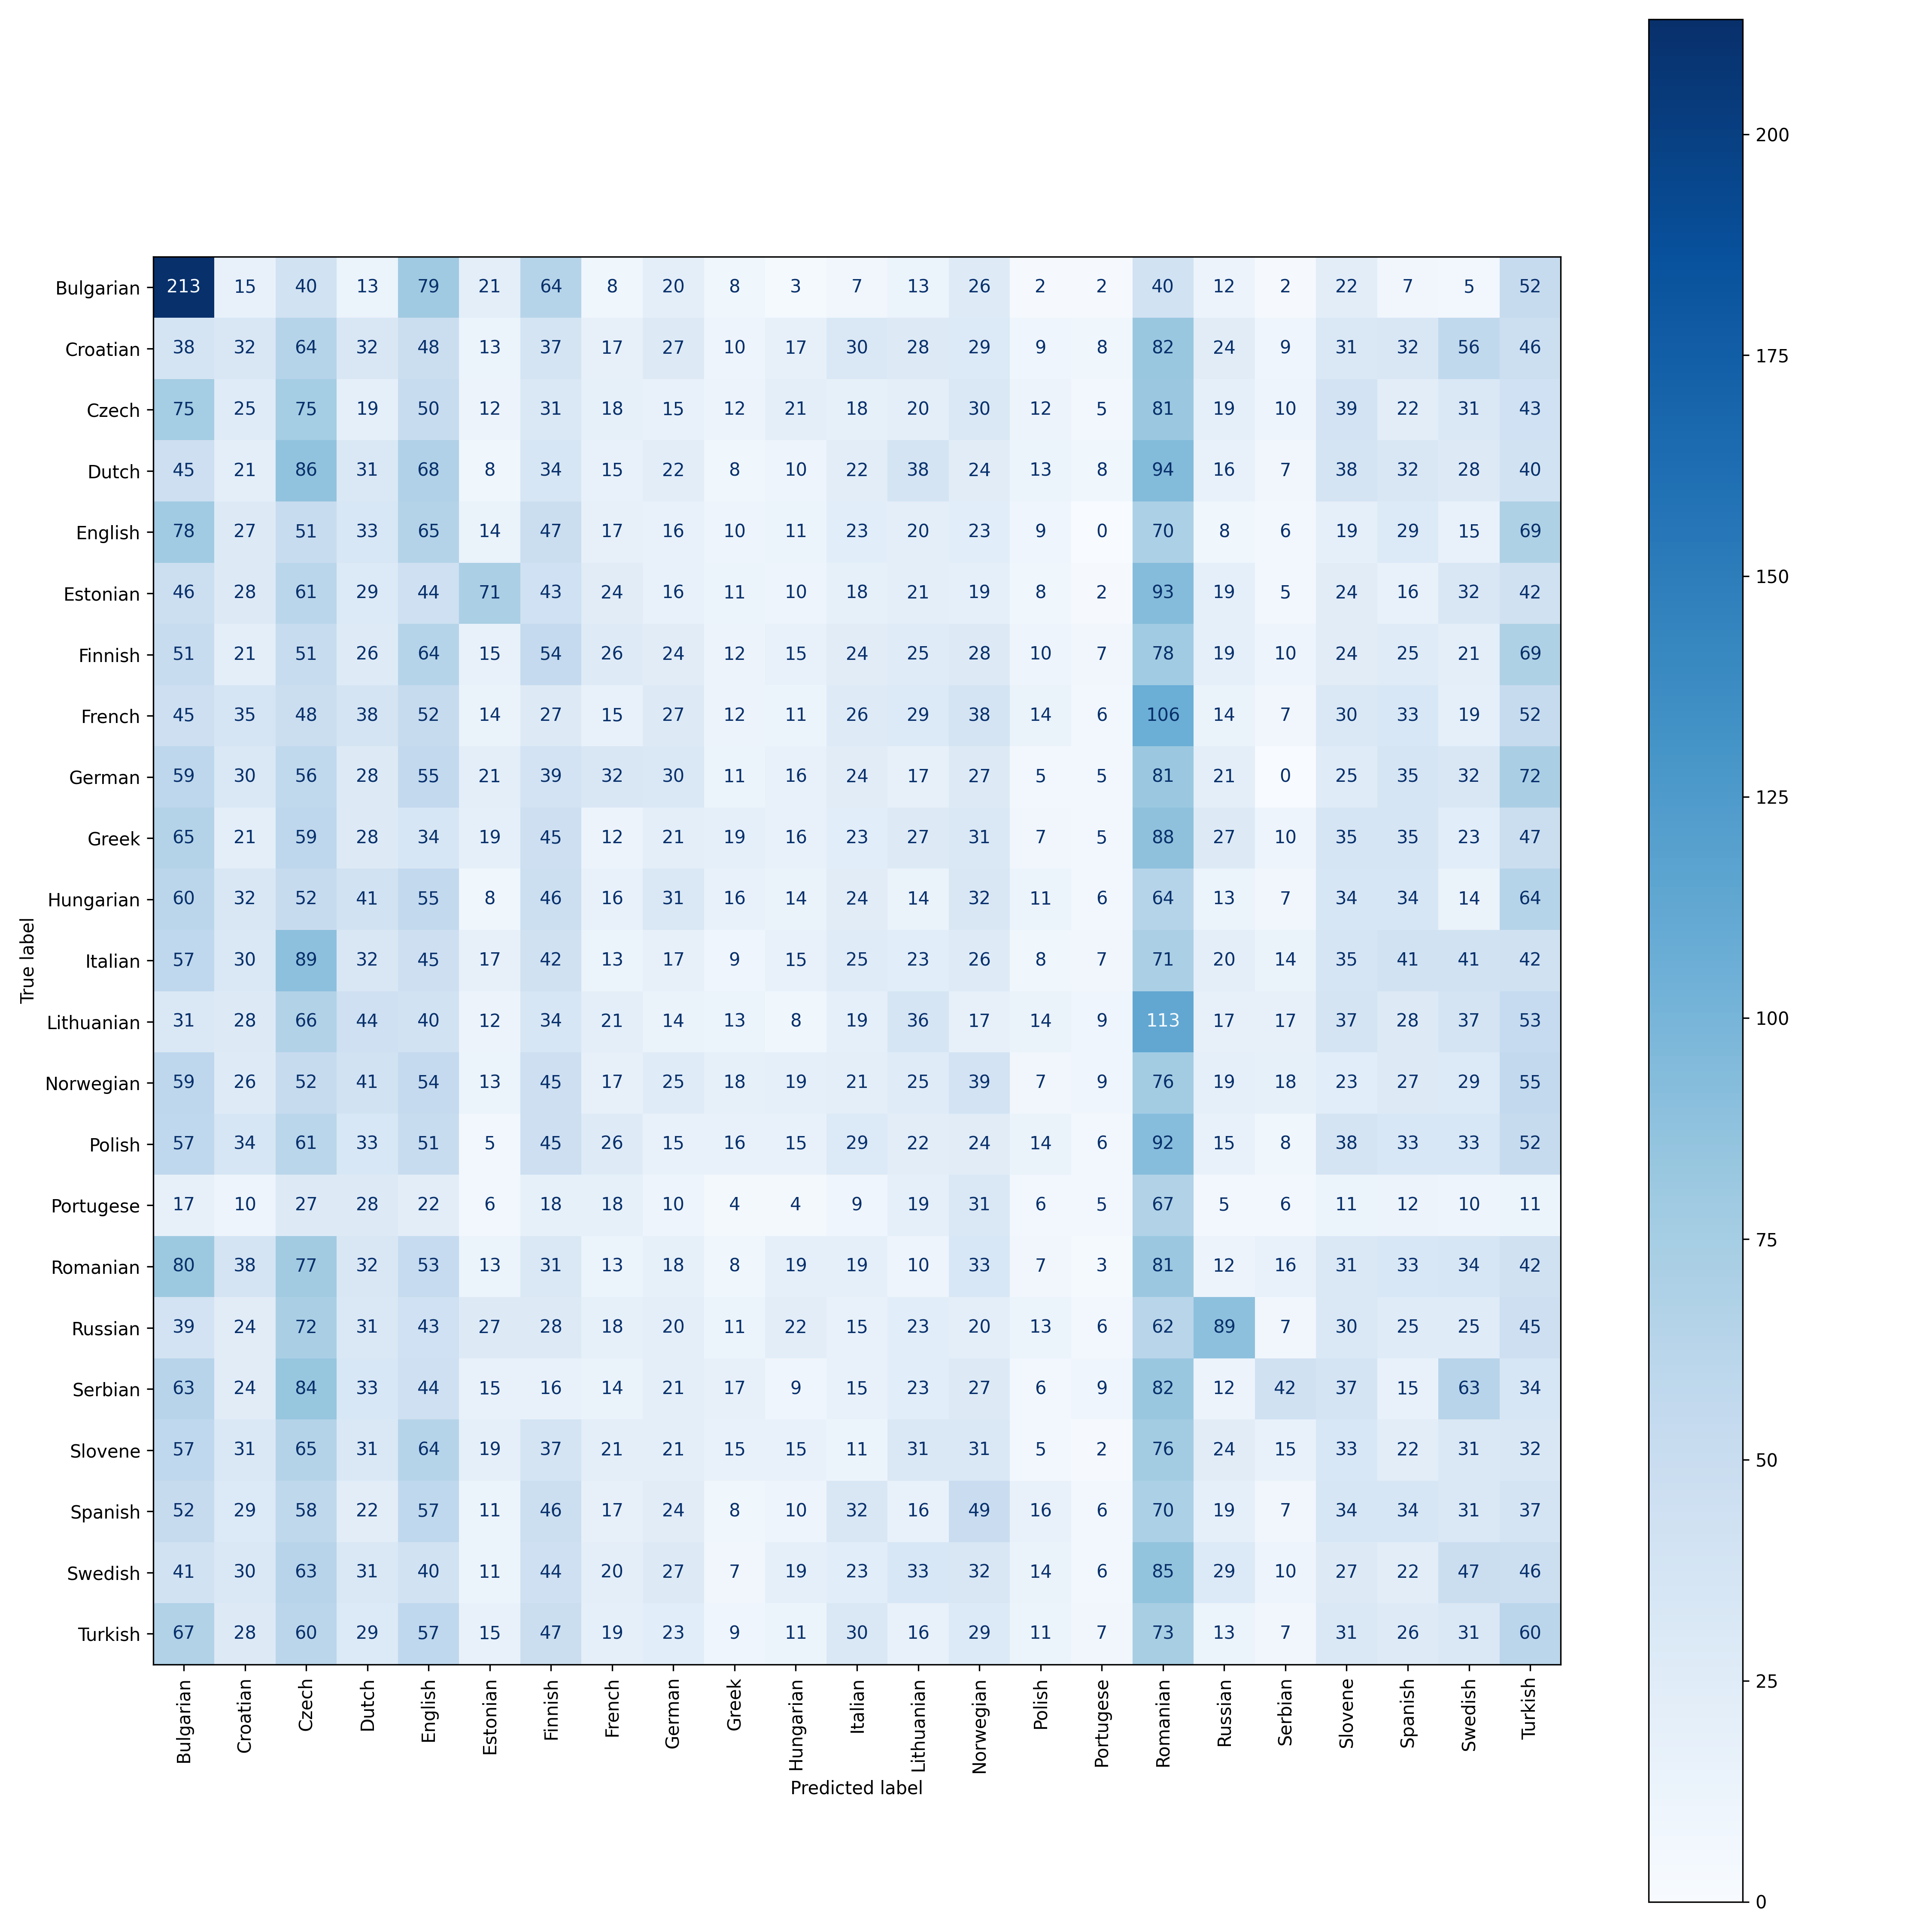 200
175
150
125
100
75
50
25
0
True label
Bulgarian 213 15 40 13 79 21 64 8 20 8 3 7 13 26 2 2 40 12 2 22 7 5 52
Croatian 38 32 64 32 48 13 37 17 27 10 17 30 28 29 9 8 82 24 9 31 32 56 46
Czech 75 25 75 19 50 12 31 18 15 12 21 18 20 30 12 5 81 19 10 39 22 31 43
Dutch 45 21 86 31 68 8 34 15 22 8 10 22 38 24 13 8 94 16 7 38 32 28 40
English 78 27 51 33 65 14 47 17 16 10 11 23 20 23 9 0 70 8 6 19 29 15 69
Estonian 46 28 61 29 44 71 43 24 16 11 10 18 21 19 8 2 93 19 5 24 16 32 42
Finnish 51 21 51 26 64 15 54 26 24 12 15 24 25 28 10 7 78 19 10 24 25 21 69
French 45 35 48 38 52 14 27 15 27 12 11 26 29 38 14 6 106 14 7 30 33 19 52
German 59 30 56 28 55 21 39 32 30 11 16 24 17 27 5 5 81 21 0 25 35 32 72
Greek 65 21 59 28 34 19 45 12 21 19 16 23 27 31 7 5 88 27 10 35 35 23 47
Hungarian 60 32 52 41 55 8 46 16 31 16 14 24 14 32 11 6 64 13 7 34 34 14 64
Italian 57 30 89 32 45 17 42 13 17 9 15 25 23 26 8 7 71 20 14 35 41 41 42
Lithuanian 31 28 66 44 40 12 34 21 14 13 8 19 36 17 14 9 113 17 17 37 28 37 53
Norwegian 59 26 52 41 54 13 45 17 25 18 19 21 25 39 7 9 76 19 18 23 27 29 55
Polish 57 34 61 33 51 5 45 26 15 16 15 29 22 24 14 6 92 15 8 38 33 33 52
Portugese 17 10 27 28 22 6 18 18 10 4 4 9 19 31 6 5 67 5 6 11 12 10 11
Romanian 80 38 77 32 53 13 31 13 18 8 19 19 10 33 7 3 81 12 16 31 33 34 42
Russian 39 24 72 31 43 27 28 18 20 11 22 15 23 20 13 6 62 89 7 30 25 25 45
Serbian 63 24 84 33 44 15 16 14 21 17 9 15 23 27 6 9 82 12 42 37 15 63 34
Slovene 57 31 65 31 64 19 37 21 21 15 15 11 31 31 5 2 76 24 15 33 22 31 32
Spanish 52 29 58 22 57 11 46 17 24 8 10 32 16 49 16 6 70 19 7 34 34 31 37
Swedish 41 30 63 31 40 11 44 20 27 7 19 23 33 32 14 6 85 29 10 27 22 47 46
Turkish 67 28 60 29 57 15 47 19 23 9 11 30 16 29 11 7 73 13 7 31 26 31 60
Bulgarian Croatian Czech Dutch English Estonian Finnish French German Greek Hungarian Italian Lithuanian Norwegian Polish Portugese Romanian Russian Serbian Slovene Spanish Swedish Turkish
Predicted label